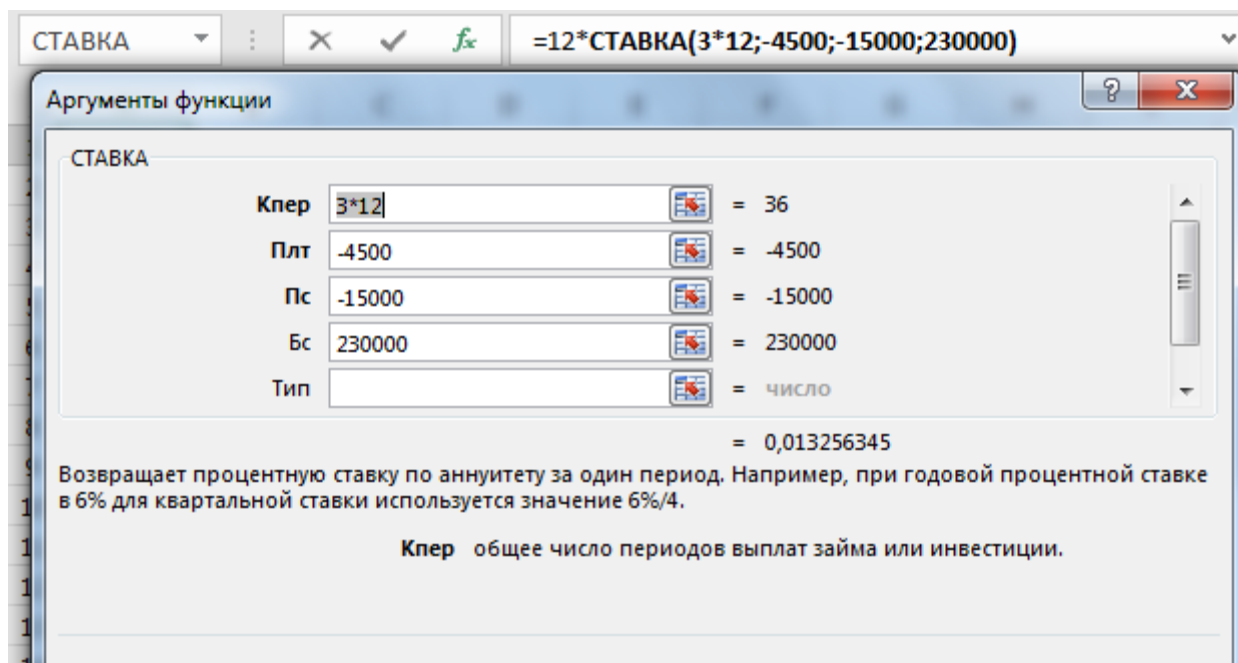 СТАВКА fx =12*СТАВКА(3*12;-4500;-15000;230000)
Аргументы функции ?
СТАВКА
Кпер 3*12 = 36
Плт -4500 = -4500
Пс -15000 = -15000
Бс 230000 = 230000
Тип = число
= 0,013256345
Возвращает процентную ставку по аннуитету за один период. Например, при годовой процентной ставке
в 6% для квартальной ставки используется значение 6%/4.
Кпер общее число периодов выплат займа или инвестиции.